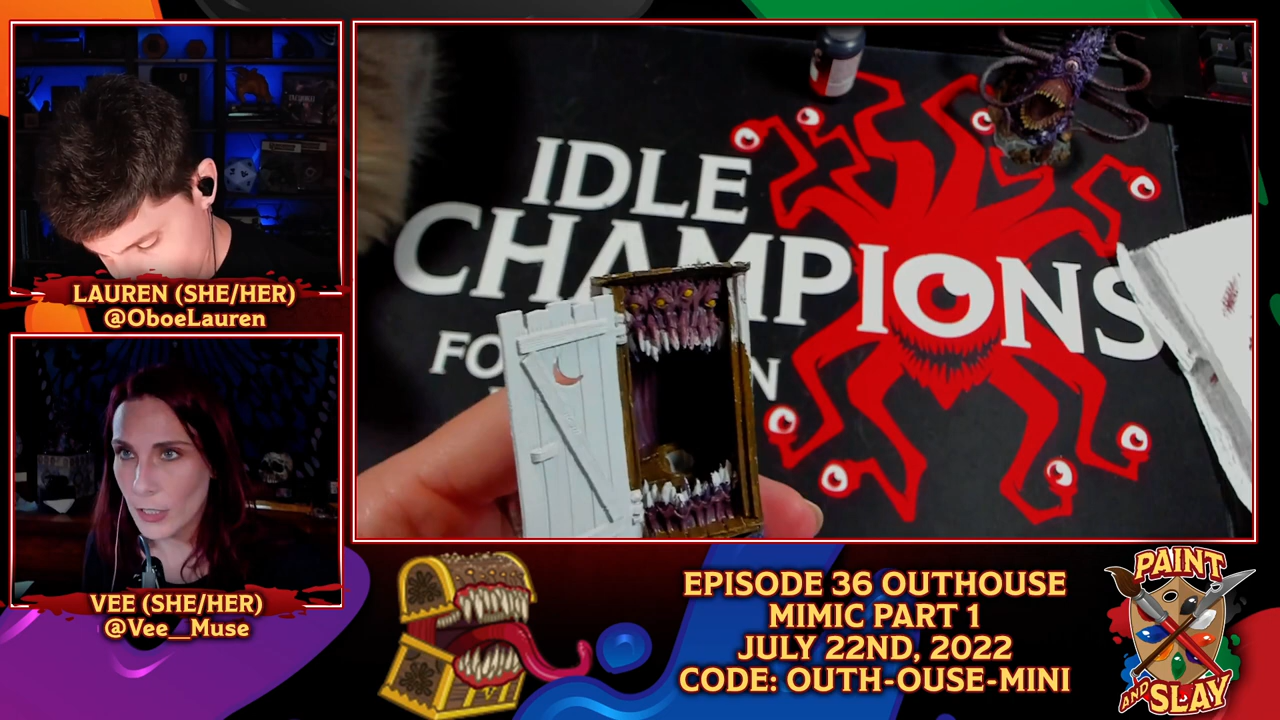 LAUREN (SHE/HER)
@OboeLauren
VEE (SHE/HER)
@Vee__Muse
IDLE
CHAMPIONS
FO
N
EPISODE 36 OUTHOUSE
MIMIC PART 1
JULY 22ND, 2022
CODE: OUTH-OUSE-MINI
PAINT
AND SLAY